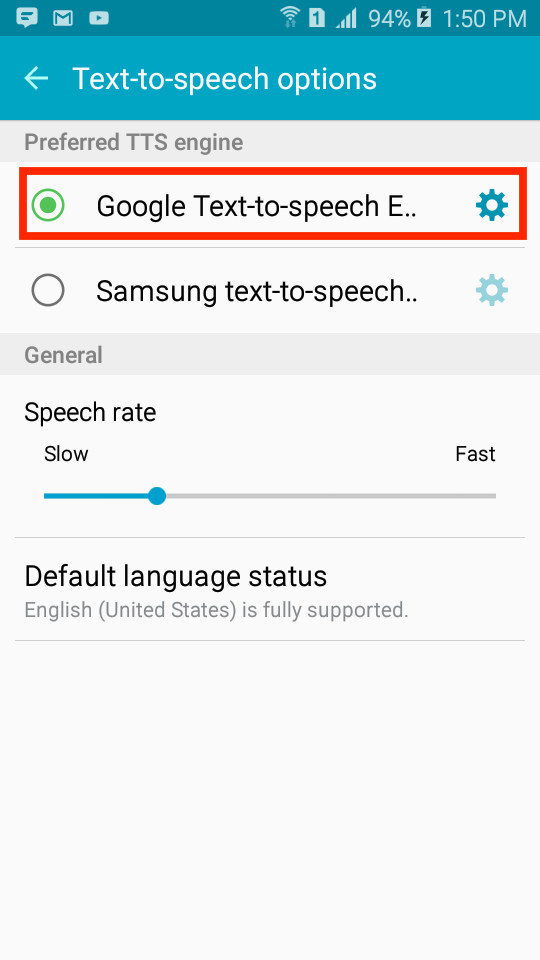 1 94% 1:50 PM
Text-to-speech options
Preferred TTS engine
Google Text-to-speech E..
Samsung text-to-speech..
General
Speech rate
Slow Fast
Default language status
English (United States) is fully supported.